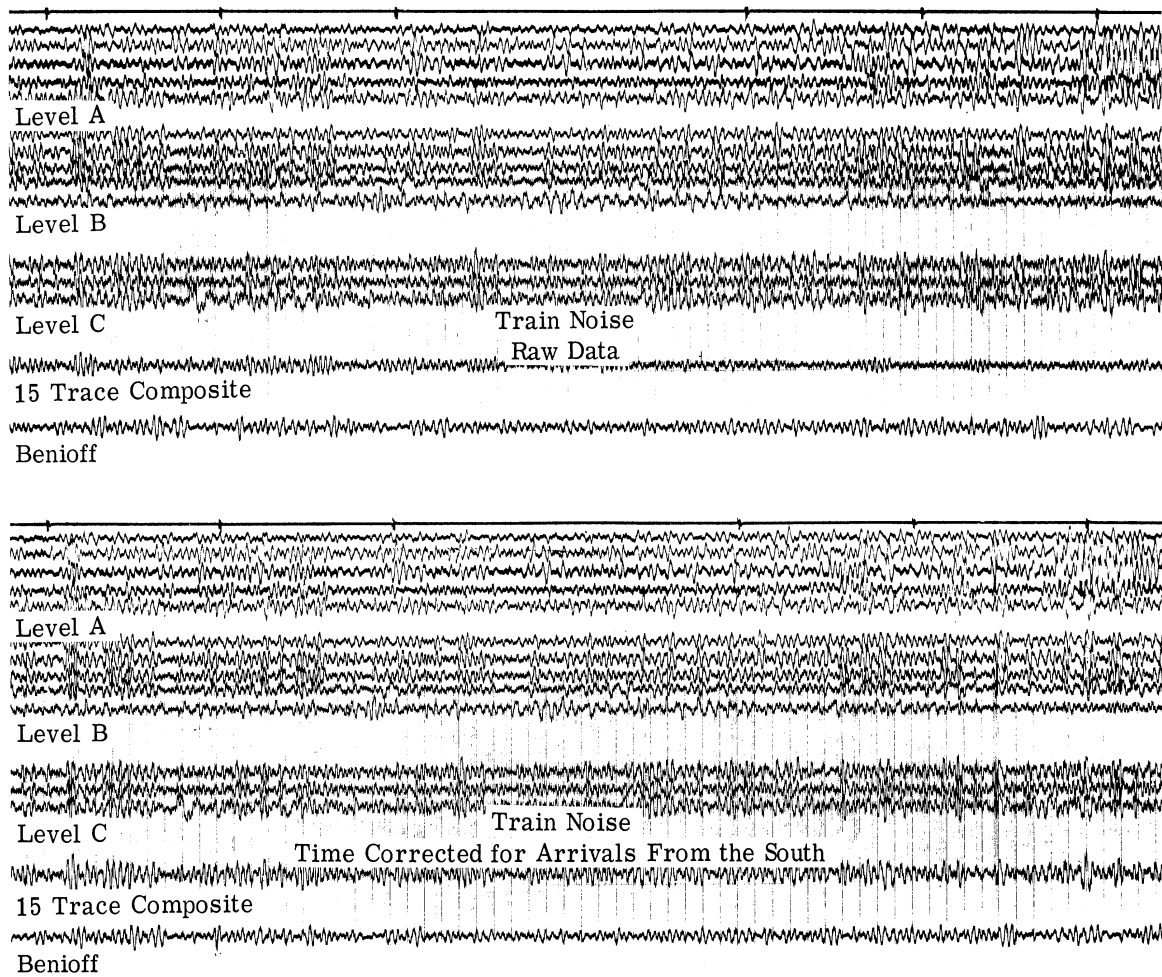 Level A
Level B
Level C
Train Noise
Raw Data
15 Trace Composite
Benioff
Level A
Level B
Level C
Train Noise
Time Corrected for Arrivals From the South
15 Trace Composite
Benioff